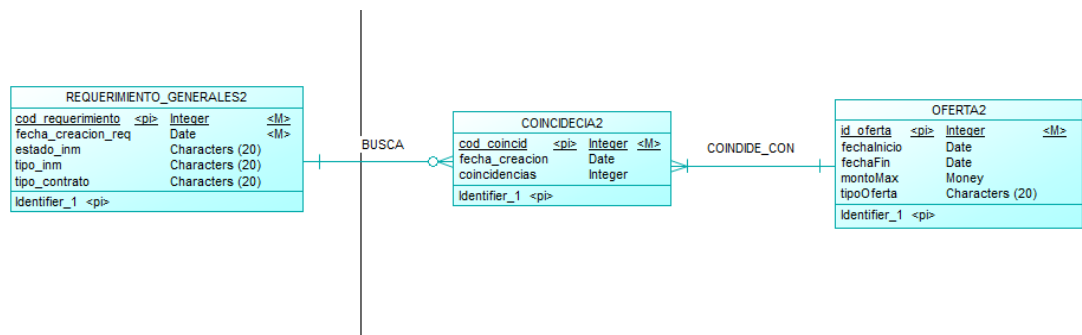 REQUERIMIENTO_GENERALES2
cod_requerimiento <pi> Integer <M>
fecha_creacion_req Date <M>
estado_inm Characters (20)
tipo_inm Characters (20)
tipo_contrato Characters (20)
Identifier_1 <pi>
BUSCA
COINCIDECIA2
cod_coincid <pi> Integer <M>
fecha_creacion Date
coincidencias Integer
Identifier_1 <pi>
COINDIDE_CON
OFERTA2
id_oferta <pi> Integer <M>
fechaInicio Date
fechaFin Date
montoMax Money
tipoOferta Characters (20)
Identifier_1 <pi>